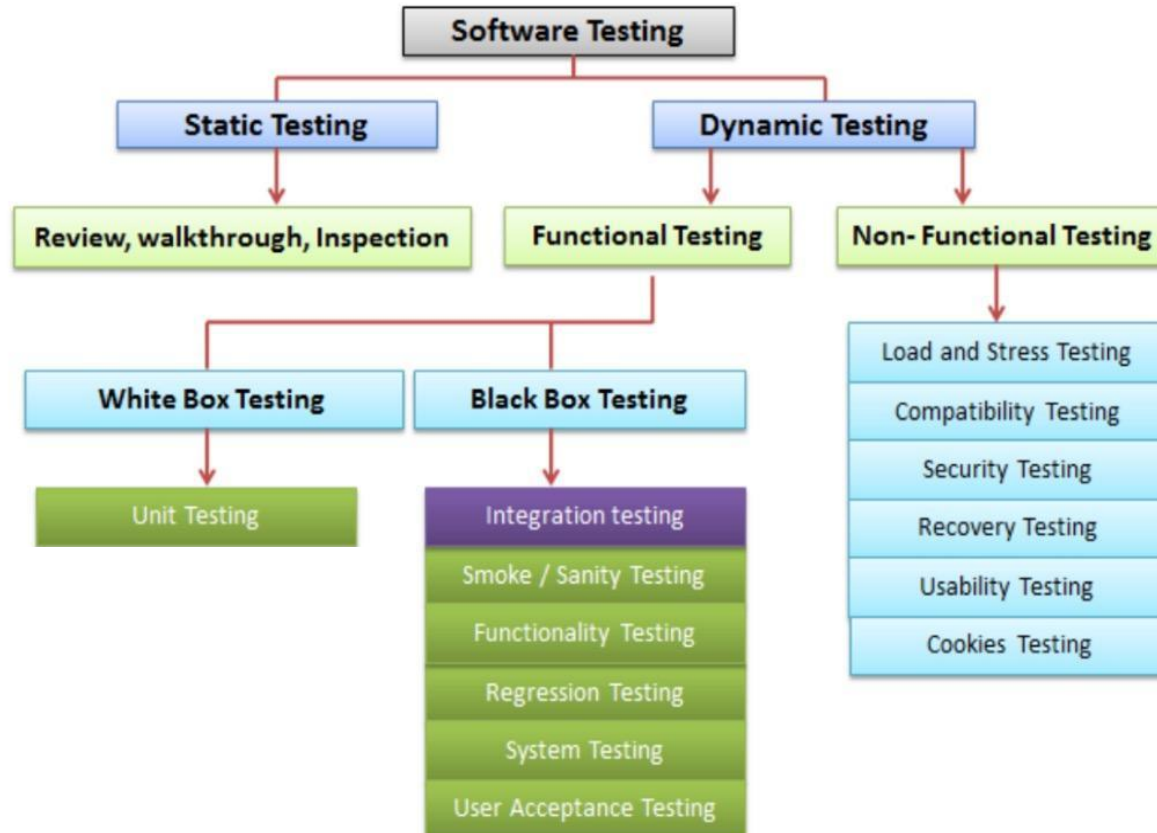 Software Testing
Static Testing
Dynamic Testing
Review, walkthrough, Inspection
Functional Testing
Non- Functional Testing
White Box Testing
Black Box Testing
Unit Testing
Integration testing
Smoke / Sanity Testing
Functionality Testing
Regression Testing
System Testing
User Acceptance Testing
Load and Stress Testing
Compatibility Testing
Security Testing
Recovery Testing
Usability Testing
Cookies Testing